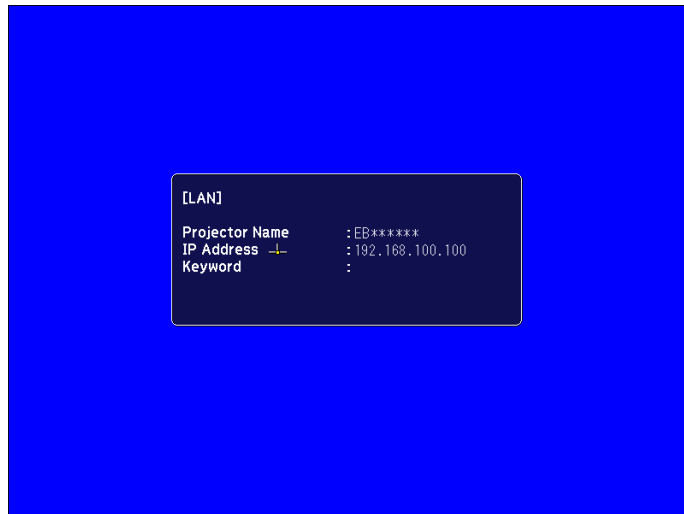 [LAN]
Projector Name :EB******
IP Address :192.168.100.100
Keyword :